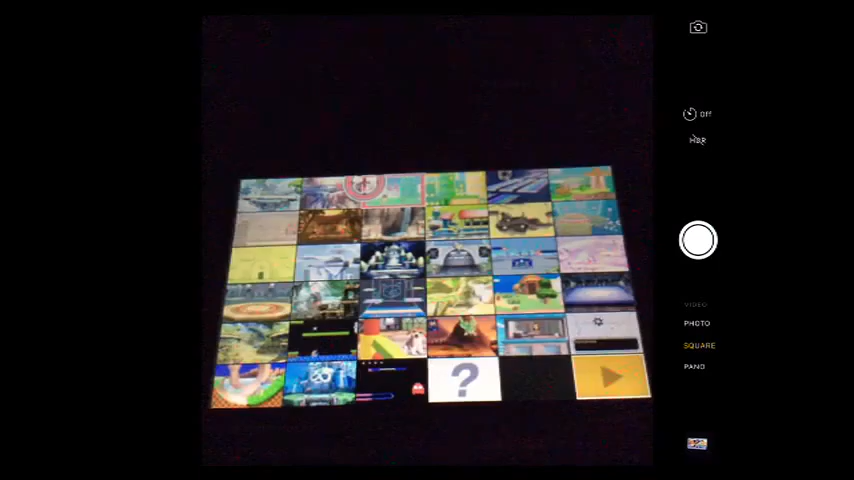 Off
HDR
VIDEO
PHOTO
SQUARE
PANO
?